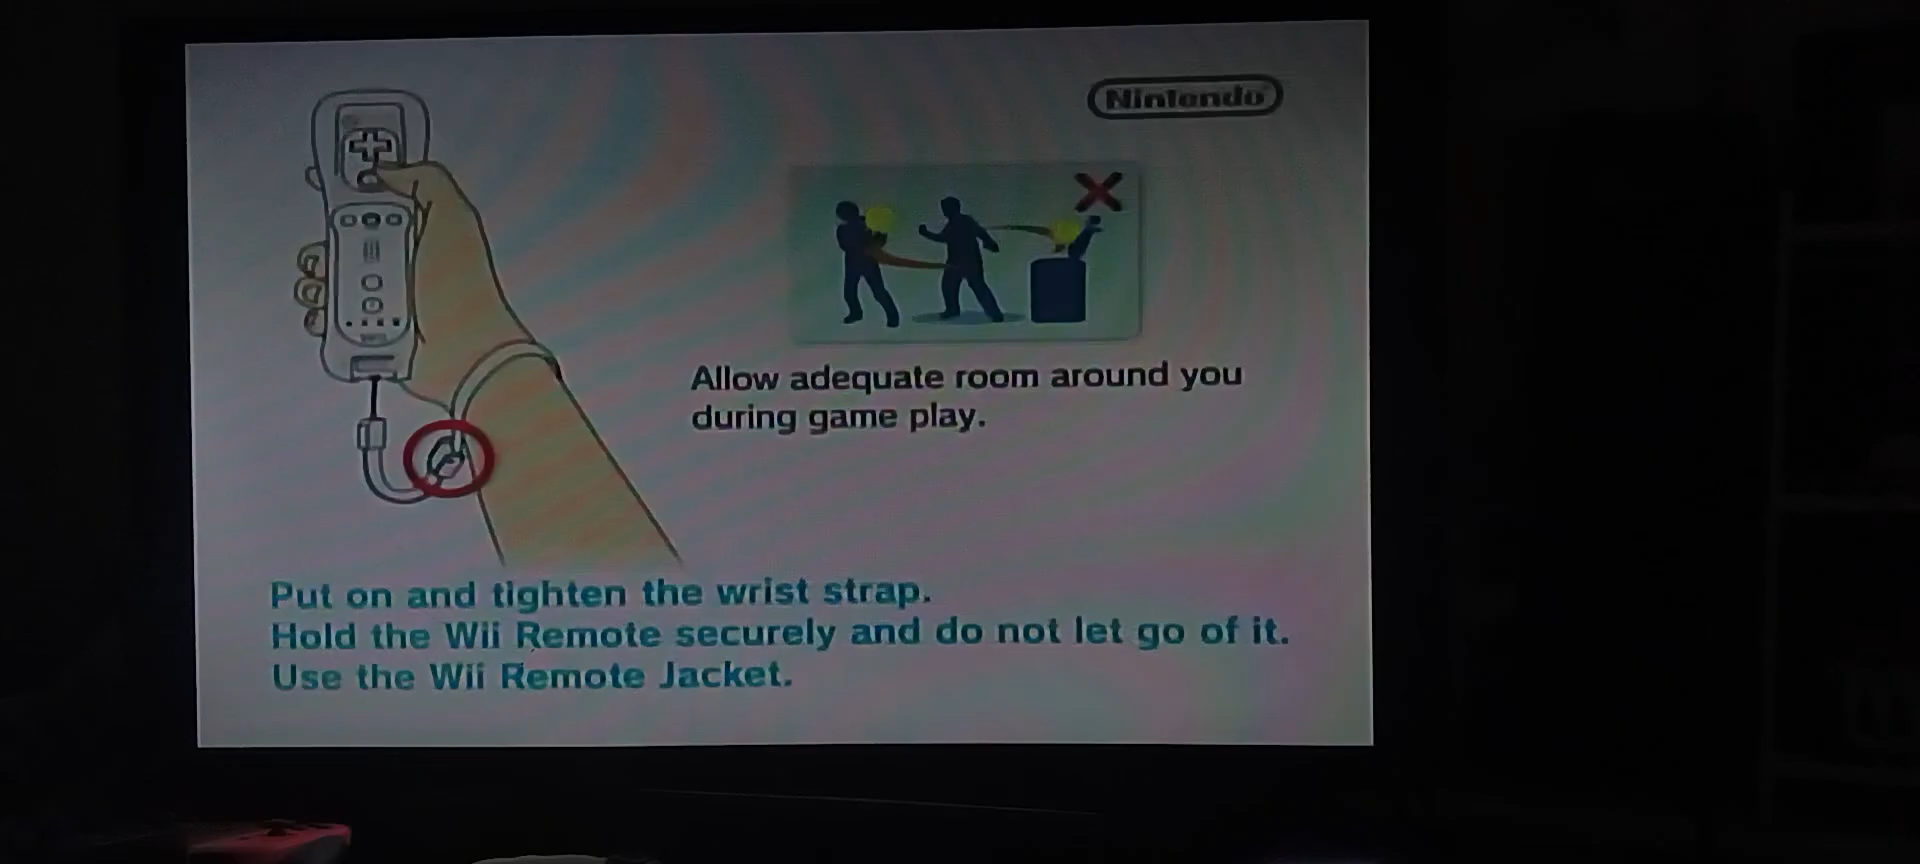 Nintendo
Allow adequate room around you
during game play.
Put on and tighten the wrist strap.
Hold the Wii Remote securely and do not let go of it.
Use the Wii Remote Jacket.